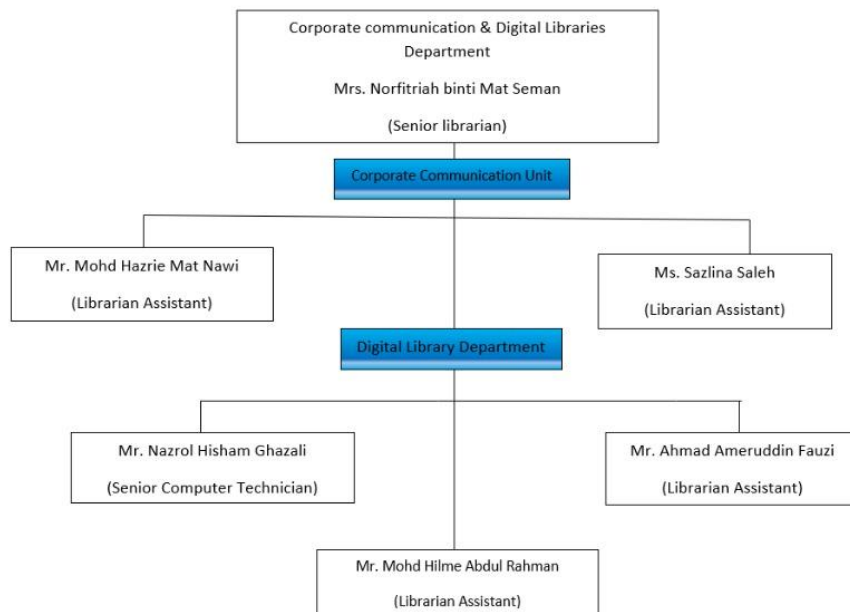 Corporate communication & Digital Libraries
Department
Mrs. Norfitriah binti Mat Seman
(Senior librarian)
Corporate Communication Unit
Mr. Mohd Hazrie Mat Nawi
(Librarian Assistant)
Ms. Sazlina Saleh
(Librarian Assistant)
Digital Library Department
Mr. Nazrol Hisham Ghazali
(Senior Computer Technician)
Mr. Ahmad Ameruddin Fauzi
(Librarian Assistant)
Mr. Mohd Hilme Abdul Rahman
(Librarian Assistant)